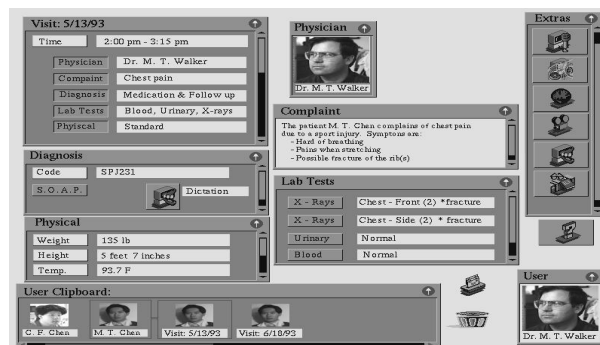 Visit: 5/13/93
Time 2:00 pm - 3:15 pm
Physician Dr. M. T. Walker
Compaint Chest pain
Diagnosis Medication & Follow up
Lab Tests Blood, Urinary, X-rays
Phyiscal Standard
Diagnosis
Code SPJ231
S.O.A.P. Dictation
Physical
Weight 135 lb
Height 5 feet 7 inches
Temp. 93.7 F
User Clipboard:
C. F. Chen M. T. Chen Visit: 5/13/93 Visit: 6/18/93
Physician
Dr. M. T. Walker
Complaint
The patient M. T. Chen complains of chest pain
due to a sport injury. Symptons are:
- Hard of breathing
- Pains when stretching
- Possible fracture of the rib(s)
Lab Tests
X - Rays Chest - Front (2) *fracture
X - Rays Chest - Side (2) * fracture
Urinary Normal
Blood Normal
Extras
User
Dr. M. T. Walker